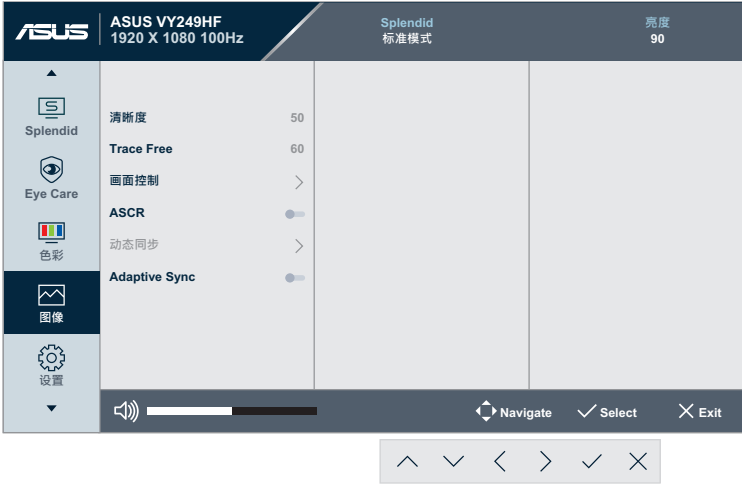 ASUS
ASUS VY249HF
1920 X 1080 100Hz
Splendid
标准模式
亮度
90
Splendid
Eye Care
色彩
图像
设置
清晰度 50
Trace Free 60
画面控制
ASCR
动态同步
Adaptive Sync
Navigate
Select
Exit